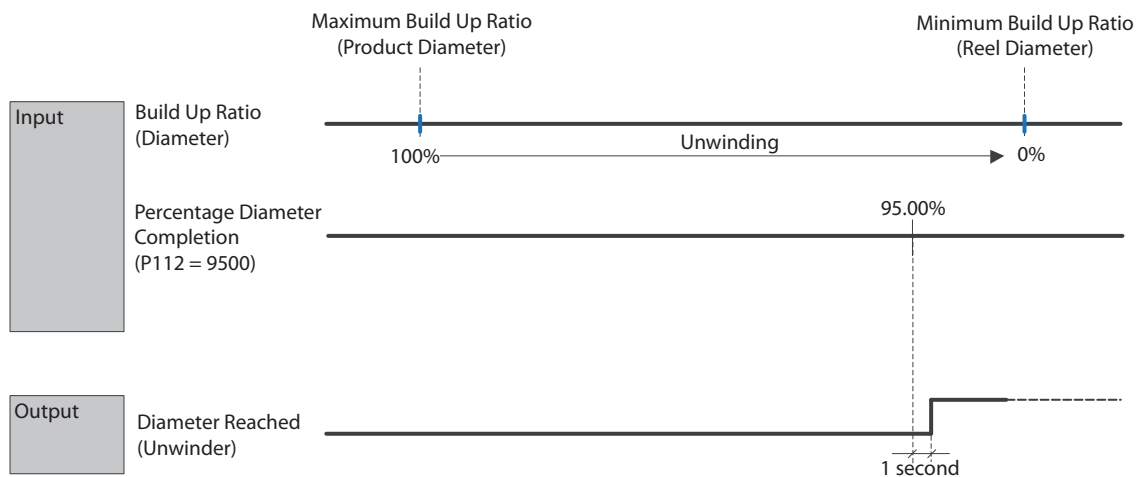 Maximum Build Up Ratio
(Product Diameter)
Minimum Build Up Ratio
(Reel Diameter)
Input
Build Up Ratio
(Diameter)
100%
Unwinding
0%
Percentage Diameter
Completion
(P112 = 9500)
95.00%
Output
Diameter Reached
(Unwinder)
1 second